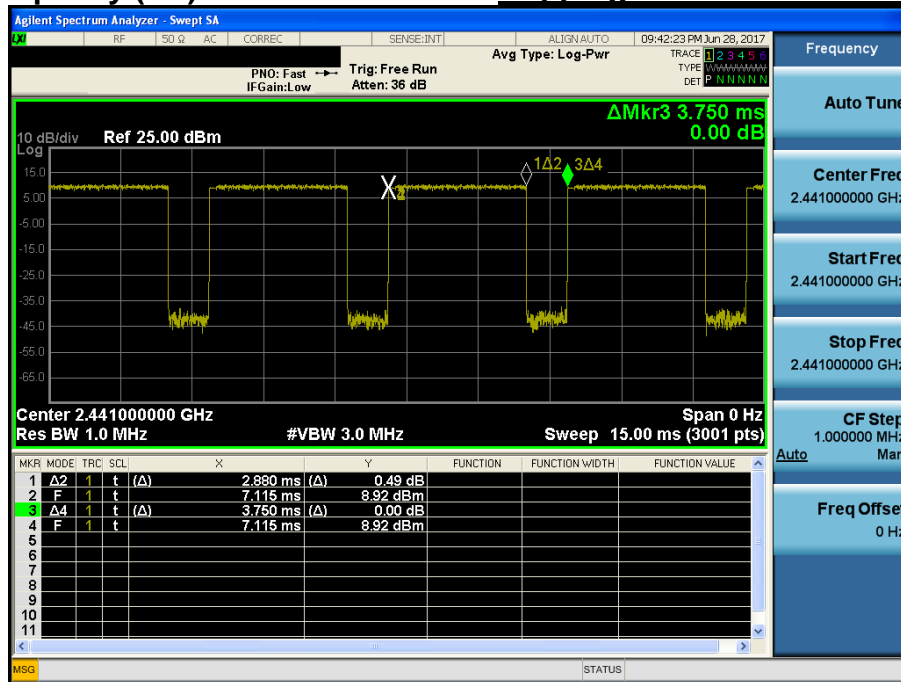 Agilent Spectrum Analyzer - Swept SA
LXI RF 50 Ω AC CORREC SENSE:INT ALIGN AUTO 09:42:23 PM Jun 28, 2017
Avg Type: Log-Pwr TRACE 1 2 3 4 5 6
PNO: Fast Trig: Free Run TYPE WWWWWW
IFGain:Low Atten: 36 dB DET P N N N N N
Frequency
ΔMkr3 3.750 ms
0.00 dB
10 dB/div Ref 25.00 dBm
Log
15.0
5.00
-5.00
-15.0
-25.0
-35.0
-45.0
-55.0
-65.0
X 2
1Δ2 3Δ4
Center 2.441000000 GHz Span 0 Hz
Res BW 1.0 MHz #VBW 3.0 MHz Sweep 15.00 ms (3001 pts)
MKR MODE TRC SCL X Y FUNCTION FUNCTION WIDTH FUNCTION VALUE
1 Δ2 1 t (Δ) 2.880 ms (Δ) 0.49 dB
2 F 1 t 7.115 ms 8.92 dBm
3 Δ4 1 t (Δ) 3.750 ms (Δ) 0.00 dB
4 F 1 t 7.115 ms 8.92 dBm
5
6
7
8
9
10
11
MSG STATUS
Auto Tune
Center Freq
2.441000000 GHz
Start Freq
2.441000000 GHz
Stop Freq
2.441000000 GHz
CF Step
1.000000 MHz
Auto Man
Freq Offset
0 Hz